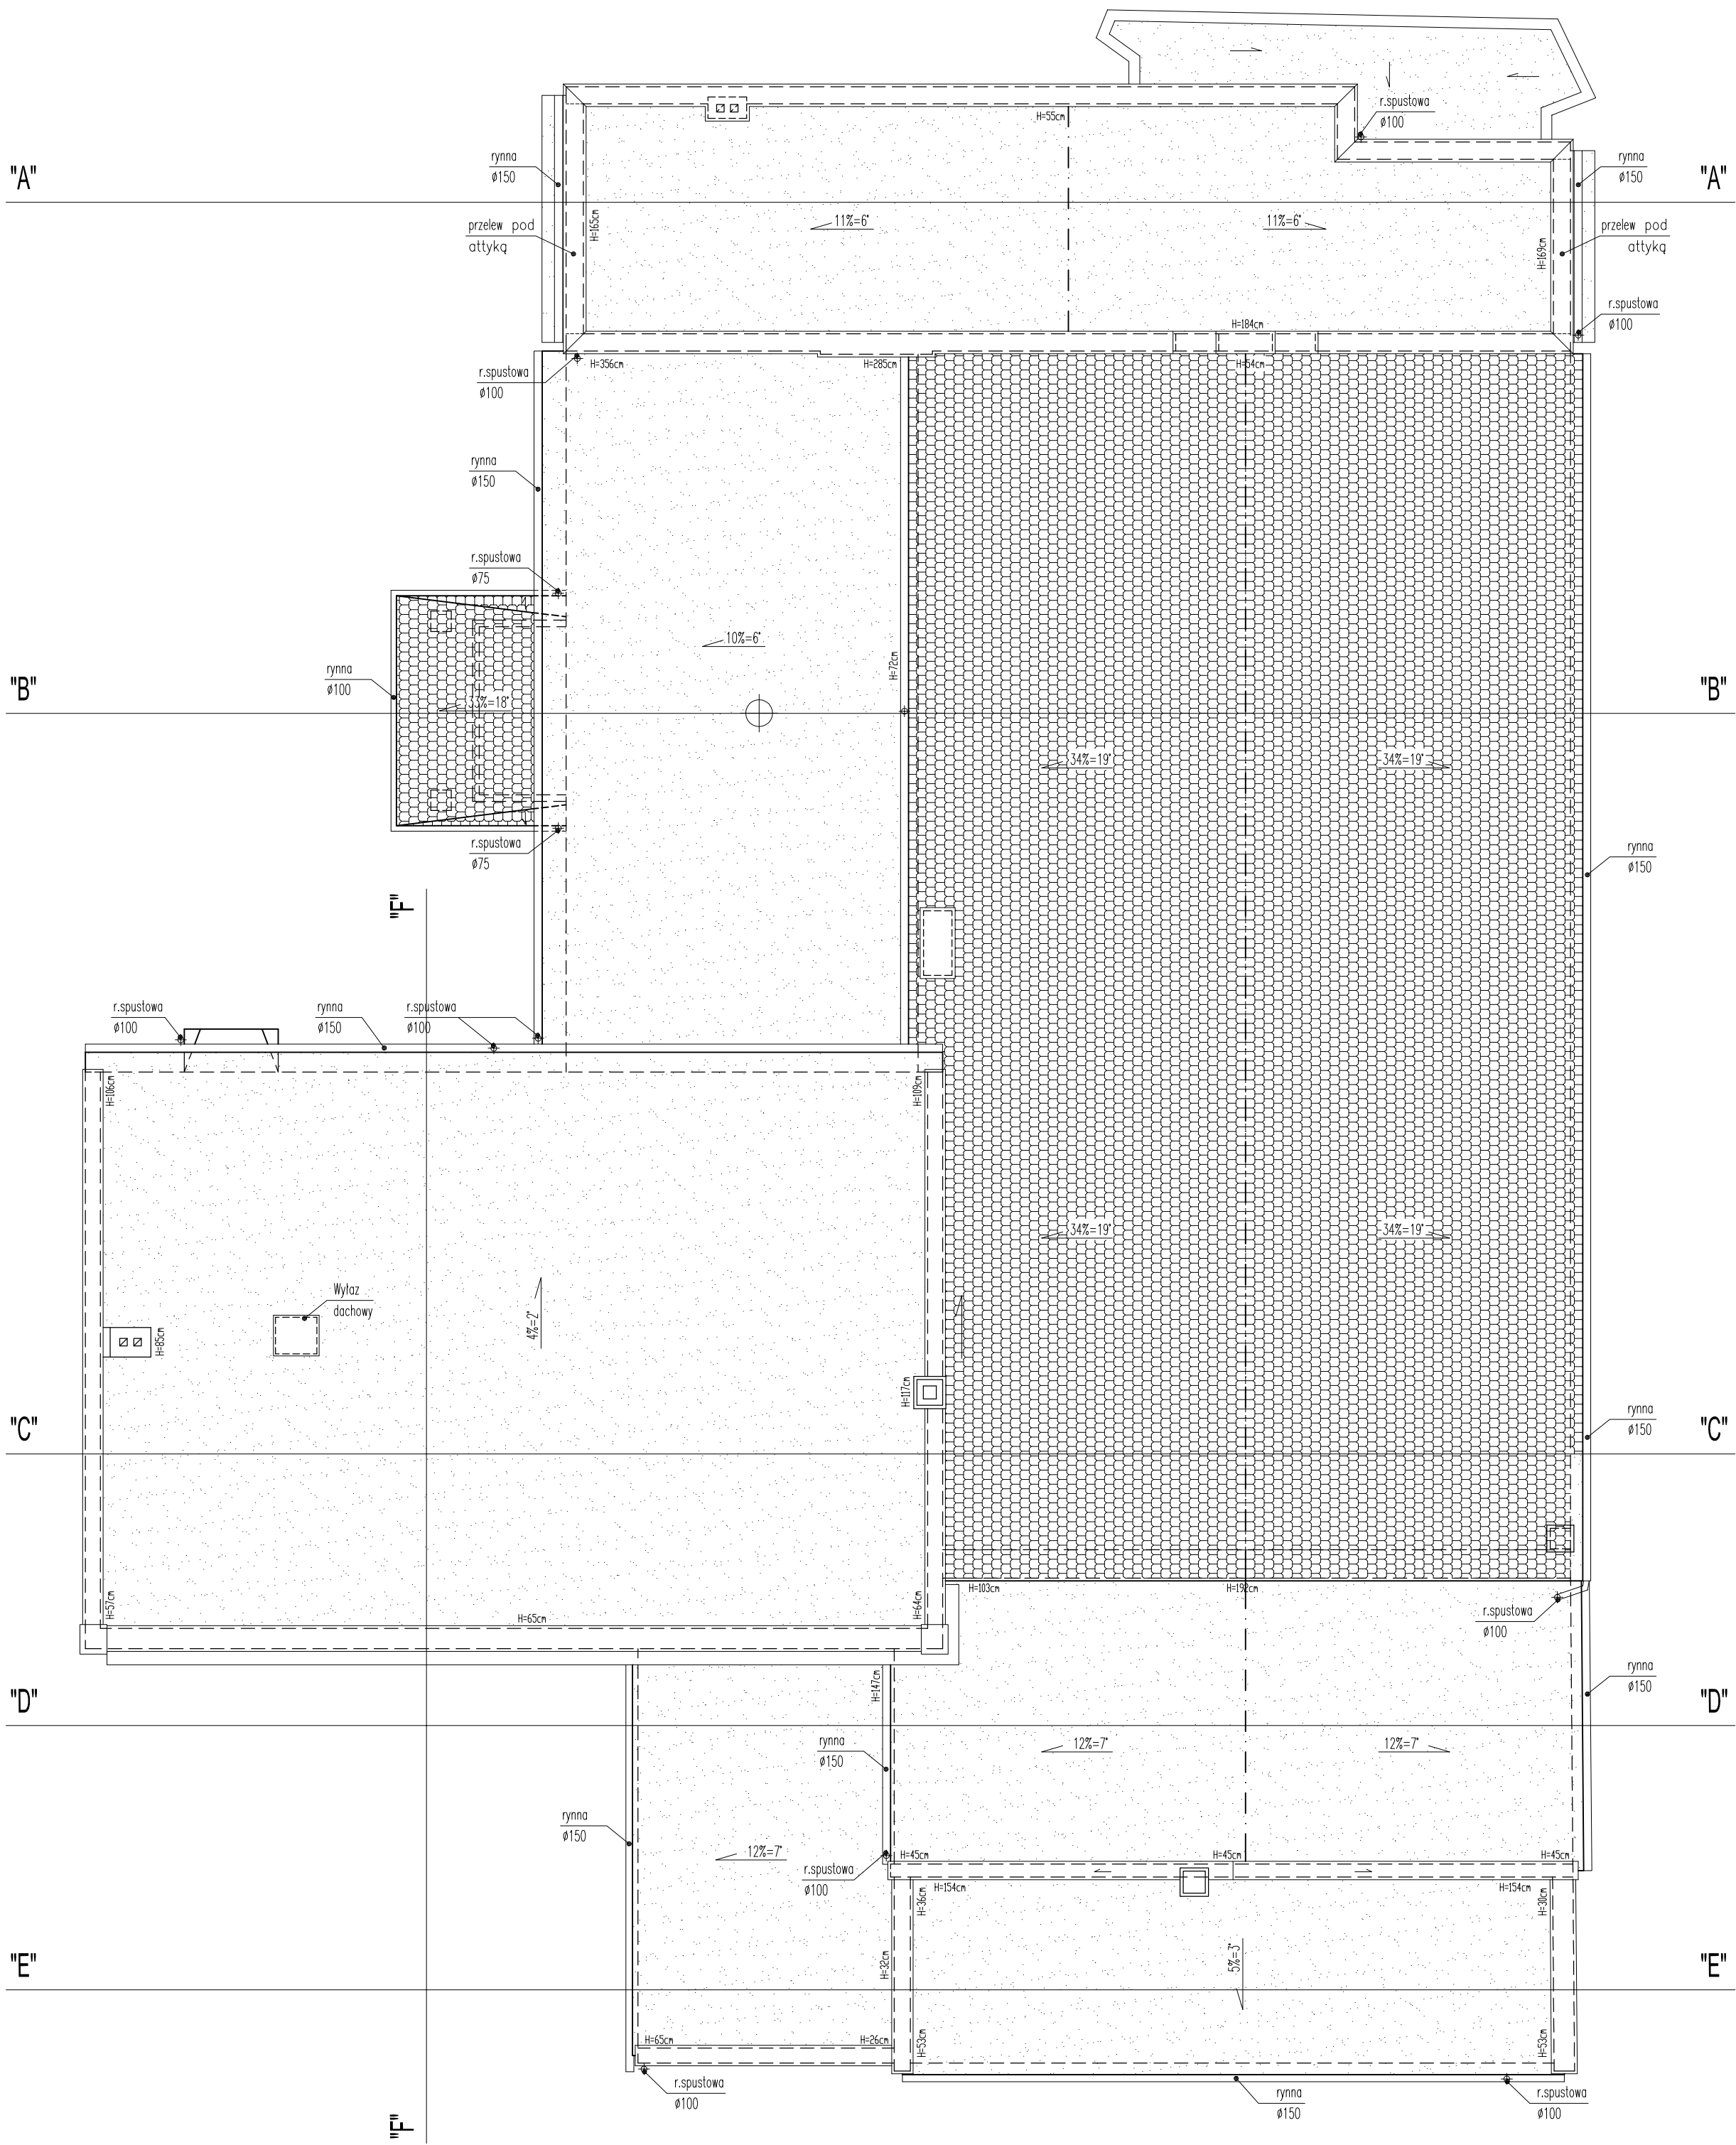 H=55cm
r.spustowa
ø100
rynna
ø150
"A"
"A"
rynna
ø150
11%=6°
11%=6°
H=165cm
przelew pod
attyką
przelew pod
attyką
H=169cm
r.spustowa
ø100
H=184cm
H=356cm
H=285cm
H=54cm
r.spustowa
ø100
rynna
ø150
r.spustowa
ø75
10%=6°
H=72cm
rynna
ø100
"B"
"B"
33%=18°
34%=19°
34%=19°
r.spustowa
ø75
rynna
ø150
"F"
r.spustowa
ø100
rynna
ø150
r.spustowa
ø100
H=106cm
H=109cm
34%=19°
34%=19°
Wyłaz
dachowy
4%=2°
H=85cm
H=117cm
"C"
"C"
rynna
ø150
H=103cm
H=192cm
H=57cm
H=64cm
H=65cm
r.spustowa
ø100
H=147cm
rynna
ø150
"D"
"D"
rynna
ø150
12%=7°
12%=7°
rynna
ø150
12%=7°
H=45cm
H=45cm
H=45cm
r.spustowa
ø100
H=154cm
H=154cm
H=36cm
H=30cm
H=32cm
5%=3°
"E"
"E"
H=65cm
H=26cm
H=53cm
H=53cm
r.spustowa
ø100
rynna
ø150
r.spustowa
ø100
"F"